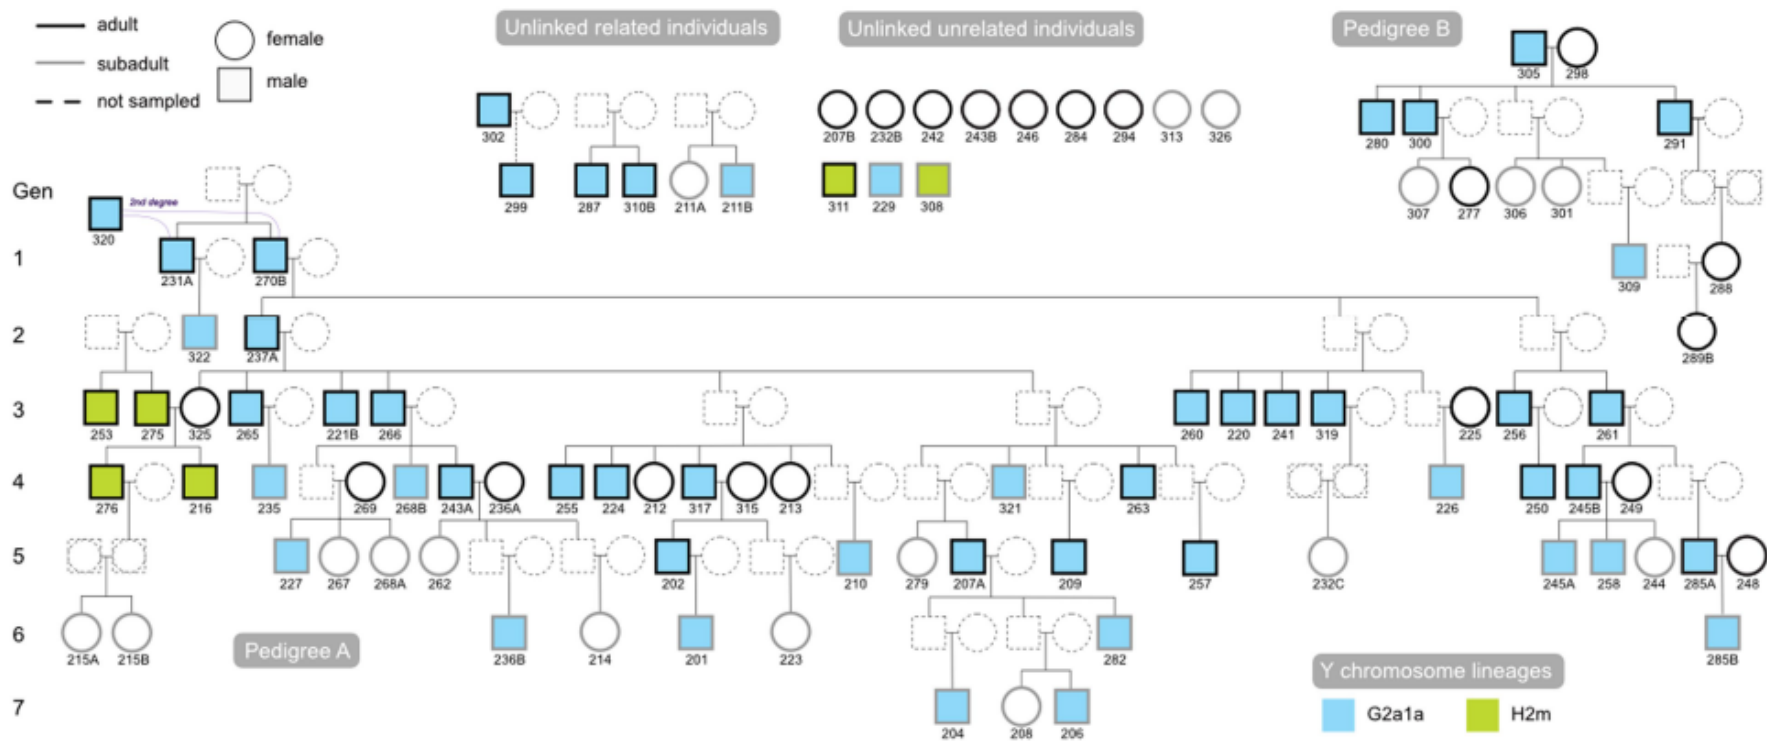 adult
subadult
not sampled
female
male
Unlinked related individuals
Unlinked unrelated individuals
Pedigree B
305 298
302
207B 232B 242 243B 246 284 294 313 326
280 300 291
Gen
299 287 310B 211A 211B
311 229 308
307 277 306 301
2nd degree
320
1
231A 270B
309 288
2
322 237A
289B
3
253 275 325 265 221B 266 260 220 241 319 225 256 261
4
276 216 235 269 268B 243A 236A 255 224 212 317 315 213 210 321 263 226 250 245B 249
5
227 267 268A 262 202 279 207A 209 257 232C 245A 258 244 285A 248
6
215A 215B 236B 214 201 223 282 285B
Pedigree A
Y chromosome lineages
7
204 208 206
G2a1a H2m